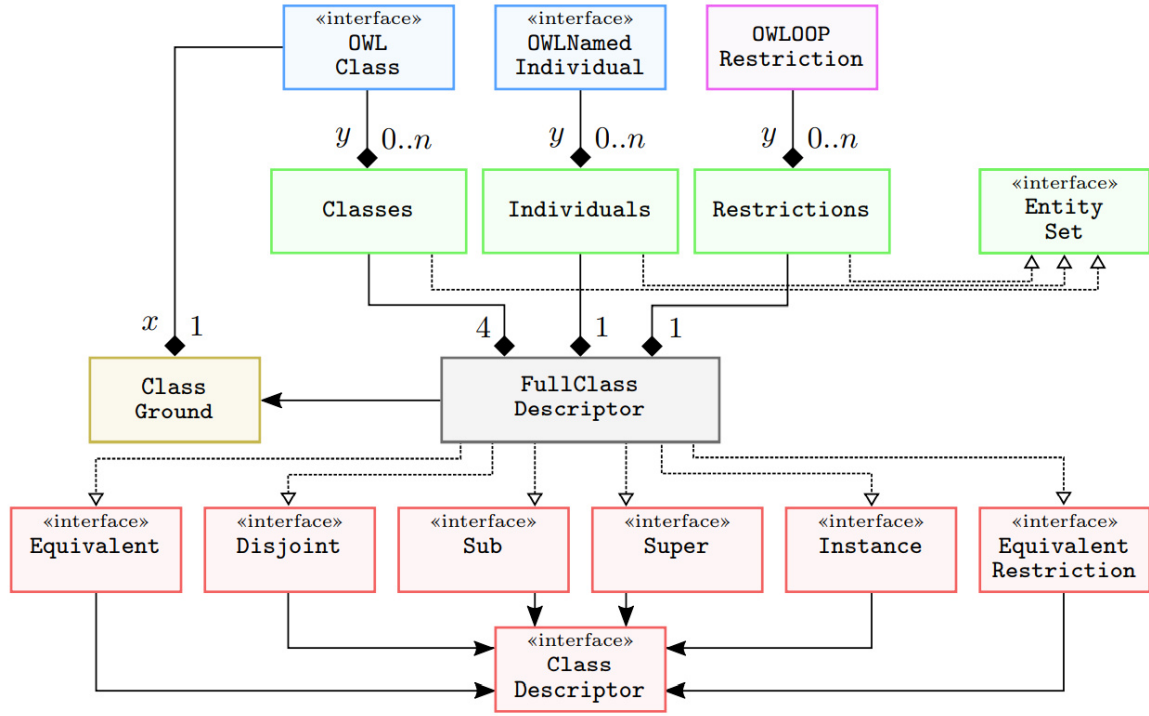 «interface»
OWL
Class
«interface»
OWLNamed
Individual
OWLOOP
Restriction
y 0..n
y 0..n
y 0..n
Classes
Individuals
Restrictions
«interface»
Entity
Set
x 1
4
1
1
Class
Ground
FullClass
Descriptor
«interface»
Equivalent
«interface»
Disjoint
«interface»
Sub
«interface»
Super
«interface»
Instance
«interface»
Equivalent
Restriction
«interface»
Class
Descriptor